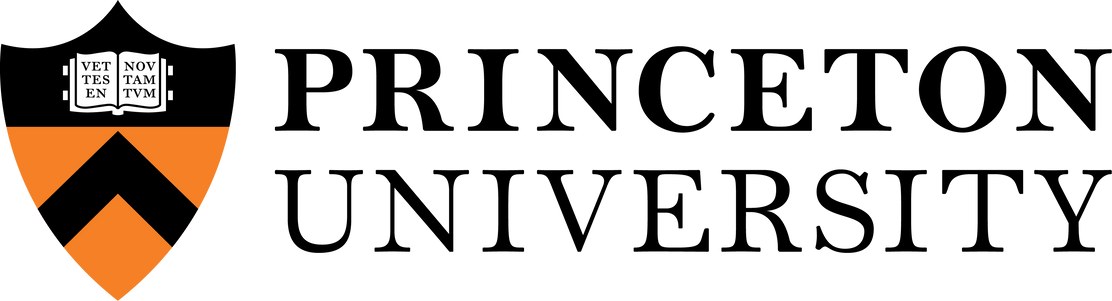 VET NOV
TES TAM
EN TVM
PRINCETON
UNIVERSITY